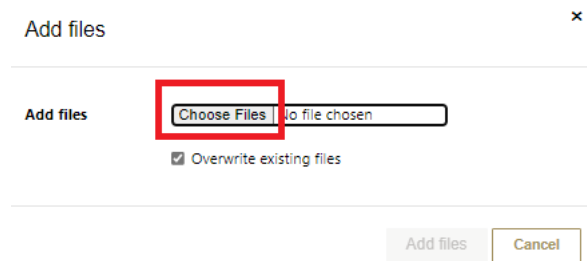 Add files
×
Add files
Choose Files No file chosen
Overwrite existing files
Add files
Cancel